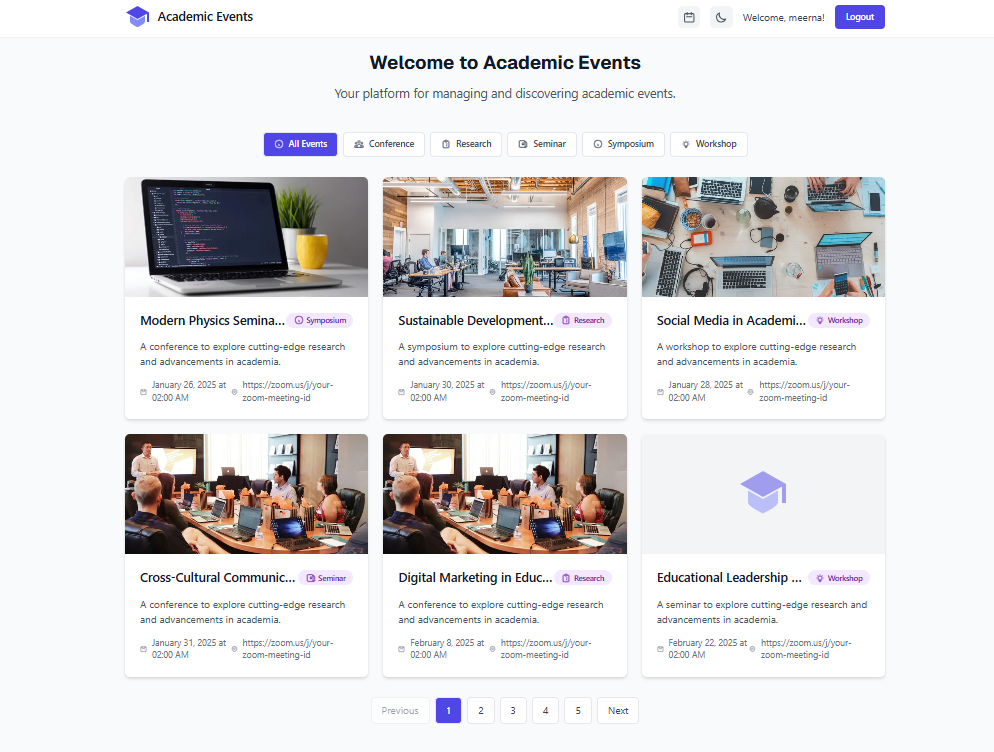 Academic Events
Welcome, meerna!
Logout
Welcome to Academic Events
Your platform for managing and discovering academic events.
All Events
Conference
Research
Seminar
Symposium
Workshop
Modern Physics Semina...
Symposium
A conference to explore cutting-edge research
and advancements in academia.
January 26, 2025 at
02:00 AM
https://zoom.us/j/your-
zoom-meeting-id
Sustainable Development...
Research
A symposium to explore cutting-edge research
and advancements in academia.
January 30, 2025 at
02:00 AM
https://zoom.us/j/your-
zoom-meeting-id
Social Media in Academi...
Workshop
A workshop to explore cutting-edge research
and advancements in academia.
January 28, 2025 at
02:00 AM
https://zoom.us/j/your-
zoom-meeting-id
Cross-Cultural Communic...
Seminar
A conference to explore cutting-edge research
and advancements in academia.
January 31, 2025 at
02:00 AM
https://zoom.us/j/your-
zoom-meeting-id
Digital Marketing in Educ...
Research
A conference to explore cutting-edge research
and advancements in academia.
February 8, 2025 at
02:00 AM
https://zoom.us/j/your-
zoom-meeting-id
Educational Leadership ...
Workshop
A seminar to explore cutting-edge research and
advancements in academia.
February 22, 2025 at
02:00 AM
https://zoom.us/j/your-
zoom-meeting-id
Previous
1
2
3
4
5
Next